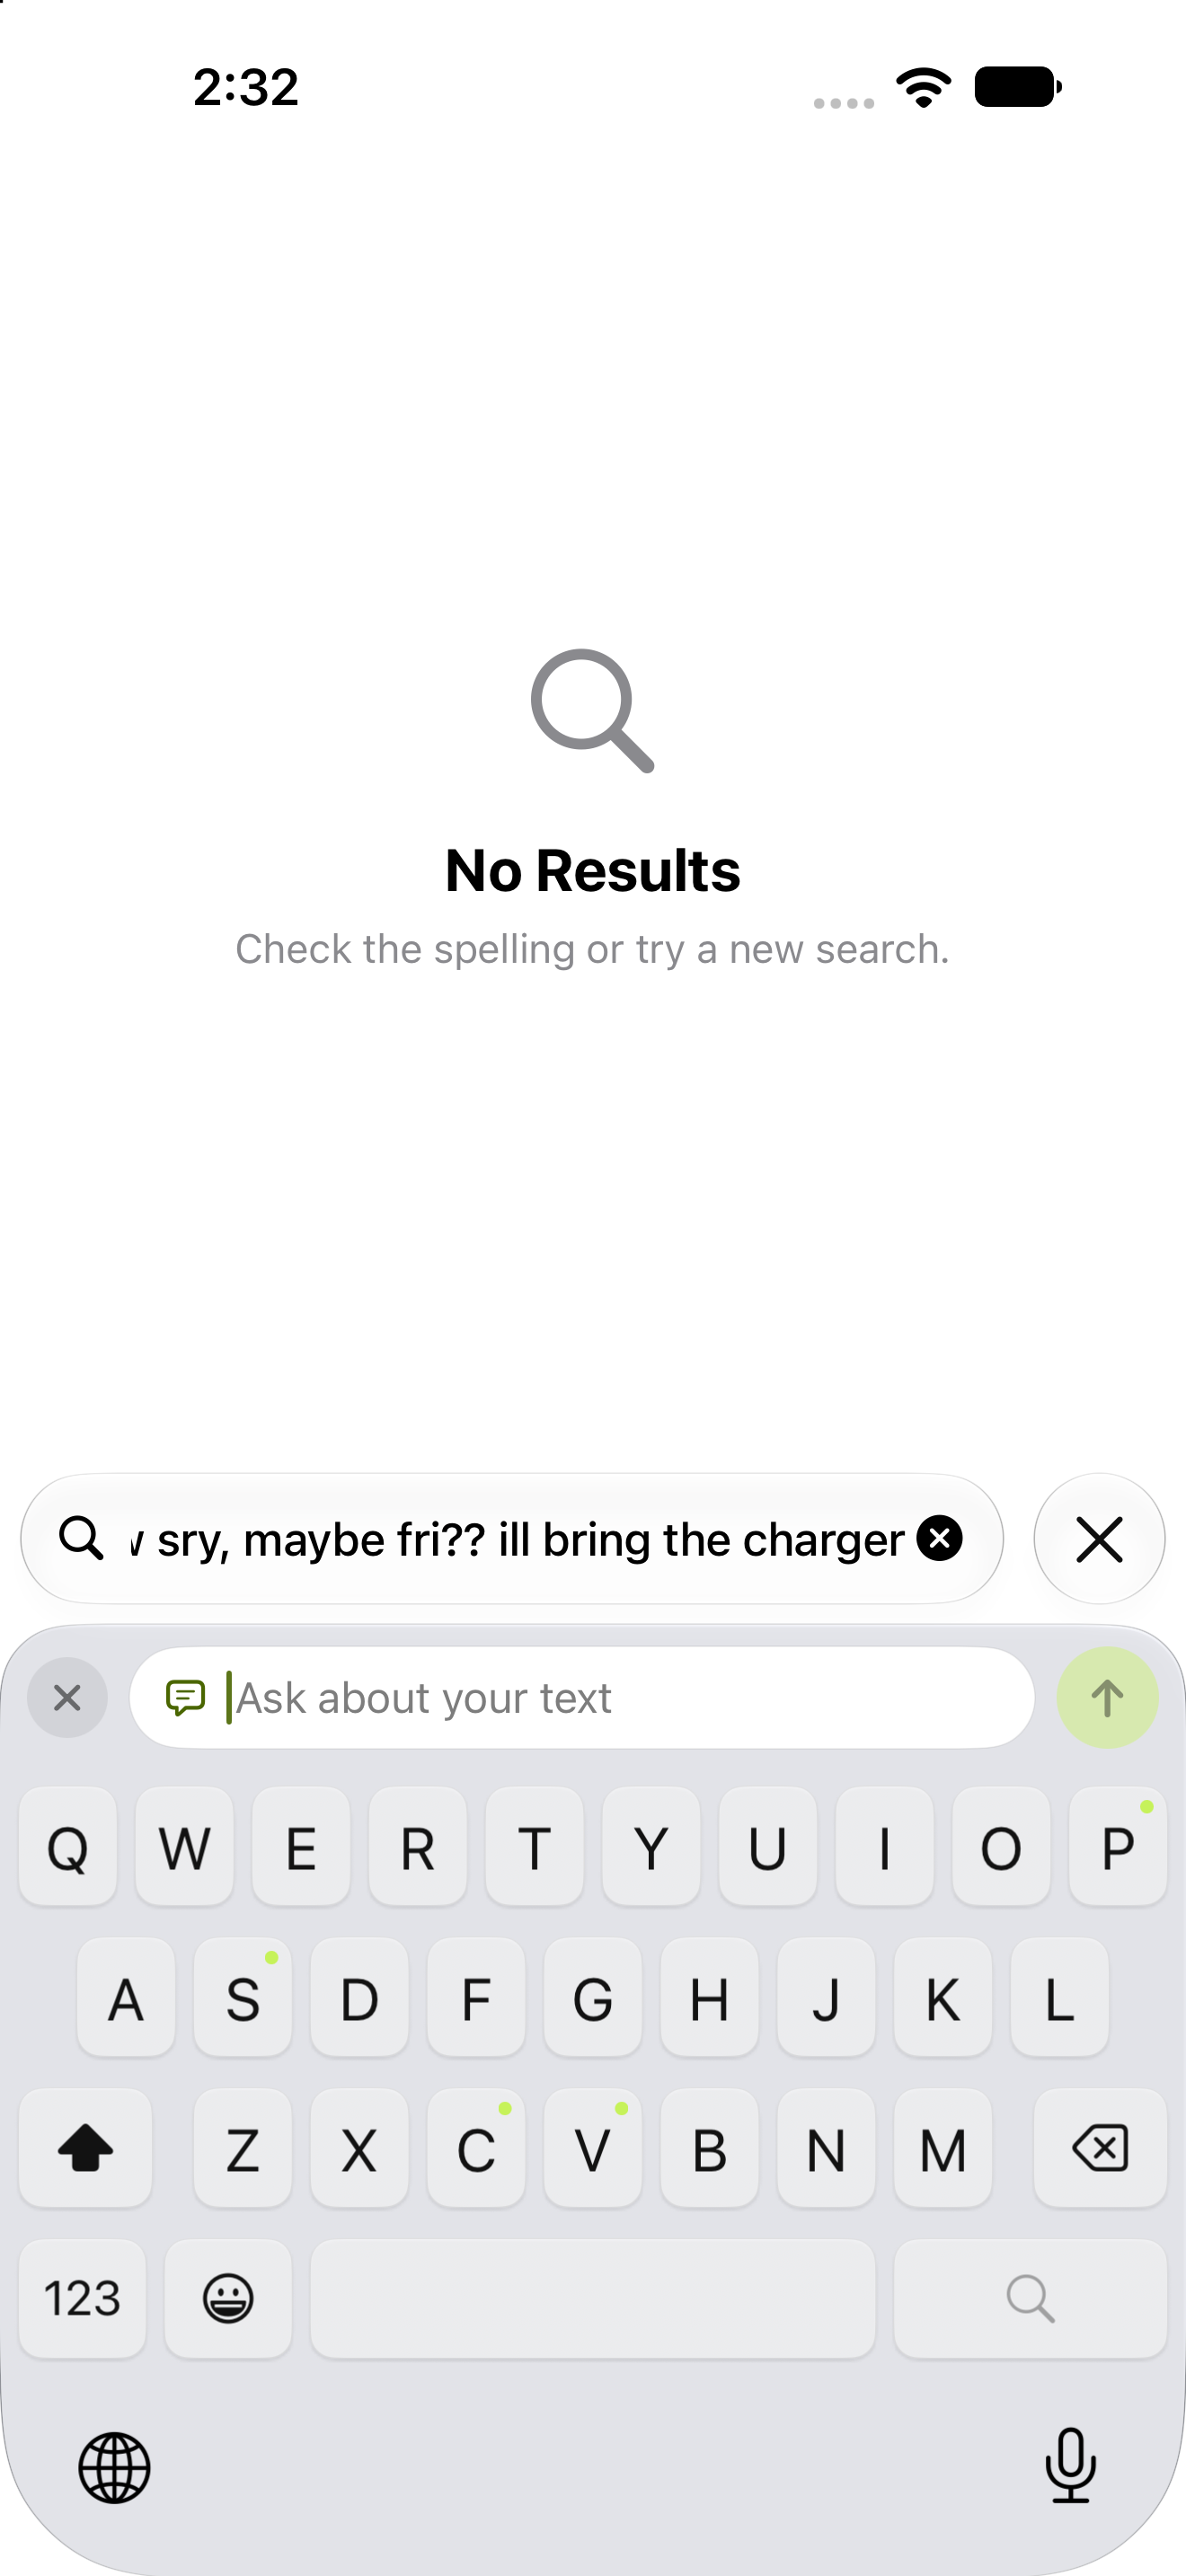 2:32
No Results
Check the spelling or try a new search.
sry, maybe fri?? ill bring the charger
Ask about your text
Q W E R T Y U I O P
A S D F G H J K L
Z X C V B N M
123